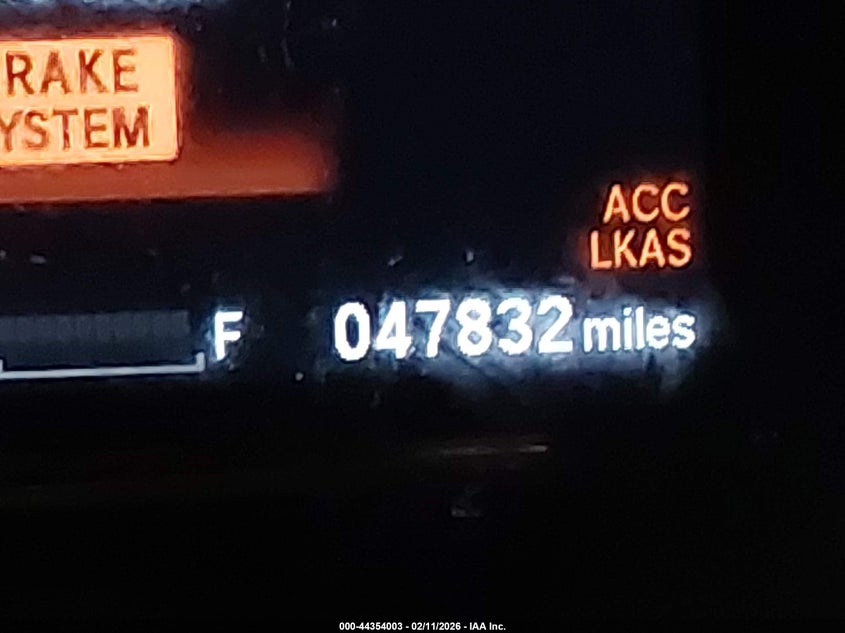 RAKE
YSTEM
ACC
LKAS
F 047832 miles
000-44354003 - 02/11/2026 - IAA Inc.